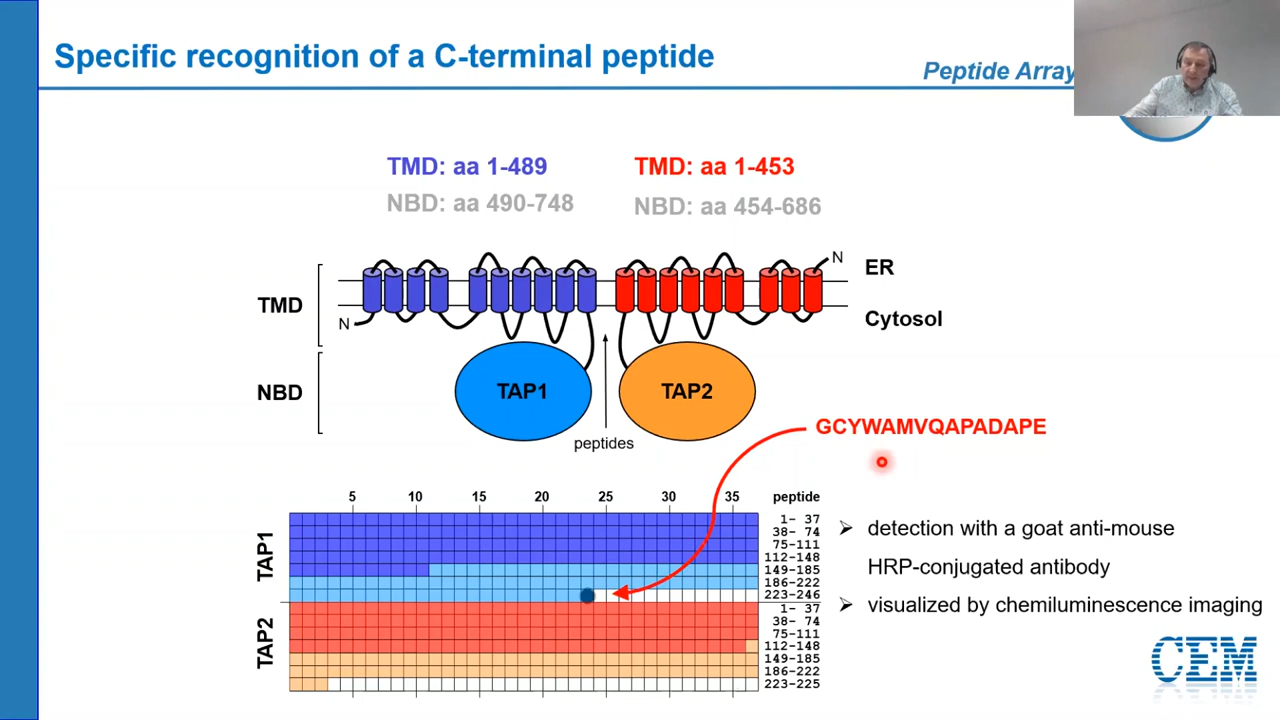 Specific recognition of a C-terminal peptide
Peptide Array
TMD: aa 1-489
TMD: aa 1-453
NBD: aa 490-748
NBD: aa 454-686
N
ER
TMD
N
Cytosol
NBD
TAP1
TAP2
peptides
GCYWAMVQAPADAPE
5 10 15 20 25 30 35 peptide
TAP1
1- 37
38- 74
75-111
112-148
149-185
186-222
223-246
TAP2
1- 37
38- 74
75-111
112-148
149-185
186-222
223-225
➢ detection with a goat anti-mouse
HRP-conjugated antibody
➢ visualized by chemiluminescence imaging
CEM